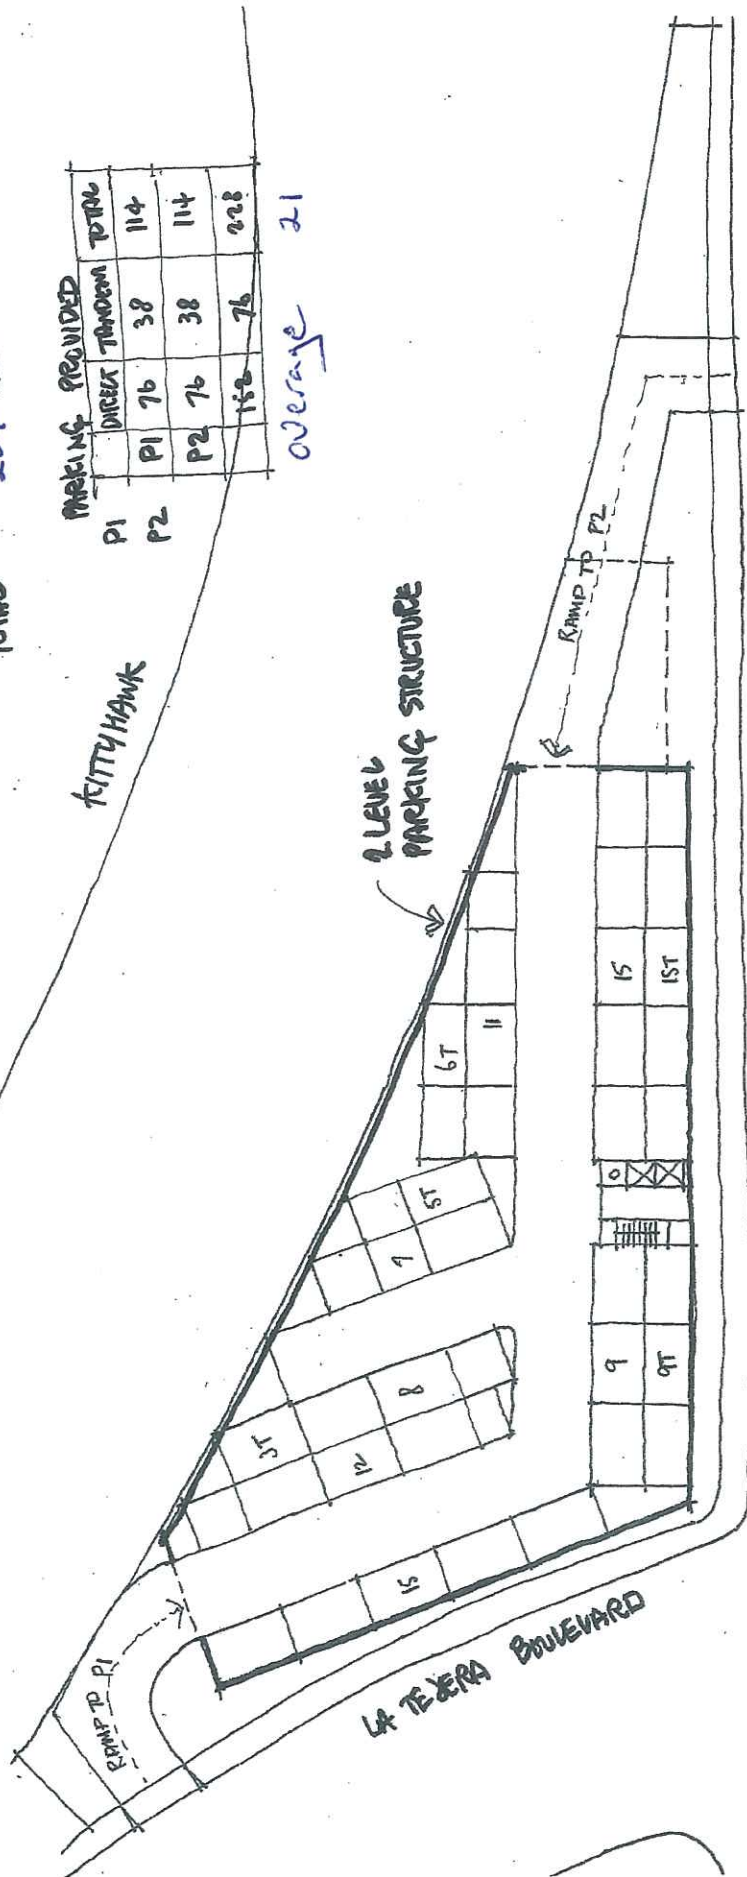 PARKING PROVIDED
DIRECT TANDEM TOTAL
P1 P1 76 38 114
P2 P2 76 38 114
152 76 228
overage 21
KITTYHAWK
2 LEVEL
PARKING STRUCTURE
RAMP TO P2
6T
11
15
15T
7
5T
3T
8
12
9
9T
15
RAMP TO P1
LA TEJERA BOULEVARD